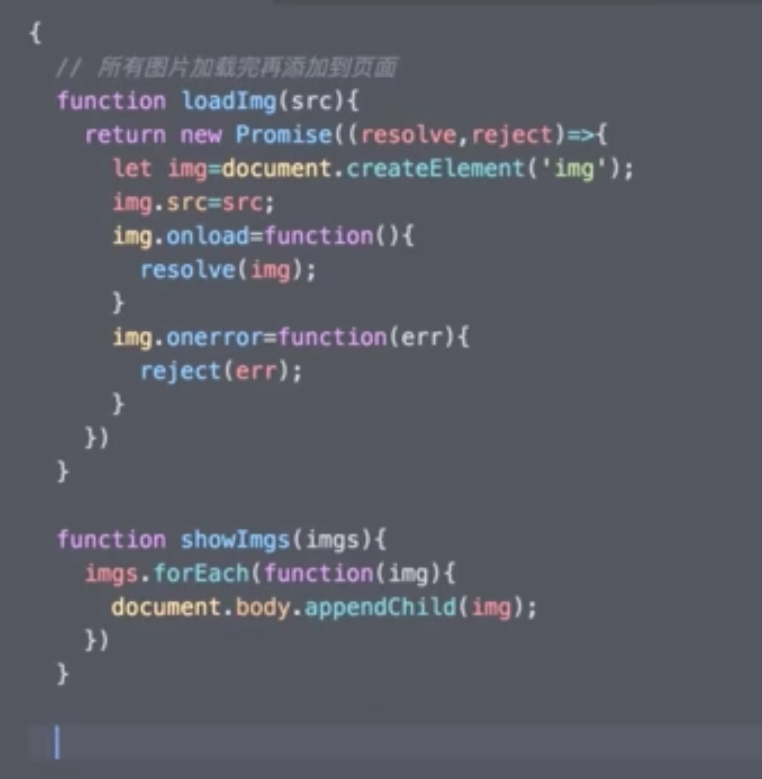 {
// 所有图片加载完再添加到页面
function loadImg(src){
return new Promise((resolve,reject)=>{
let img=document.createElement('img');
img.src=src;
img.onload=function(){
resolve(img);
}
img.onerror=function(err){
reject(err);
}
})
}
function showImgs(imgs){
imgs.forEach(function(img){
document.body.appendChild(img);
})
}